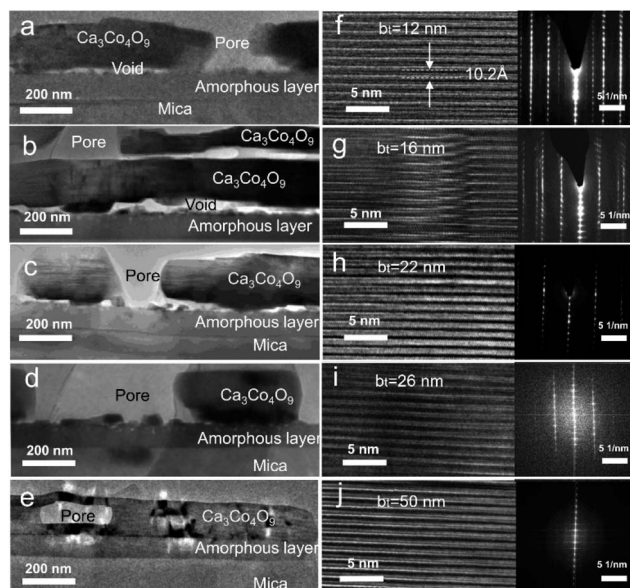 a
Ca₃Co₄O₉
Pore
Void
Amorphous layer
200 nm
Mica
f
bt=12 nm
10.2Å
5 nm
5 1/nm
b
Pore
Ca₃Co₄O₉
Ca₃Co₄O₉
Void
200 nm
Amorphous layer
g
bt=16 nm
5 nm
5 1/nm
c
Pore
Ca₃Co₄O₉
Amorphous layer
200 nm
Mica
h
bt=22 nm
5 nm
5 1/nm
d
Pore
Ca₃Co₄O₉
Amorphous layer
200 nm
Mica
i
bt=26 nm
5 nm
5 1/nm
e
Pore
Ca₃Co₄O₉
Amorphous layer
200 nm
Mica
j
bt=50 nm
5 nm
5 1/nm